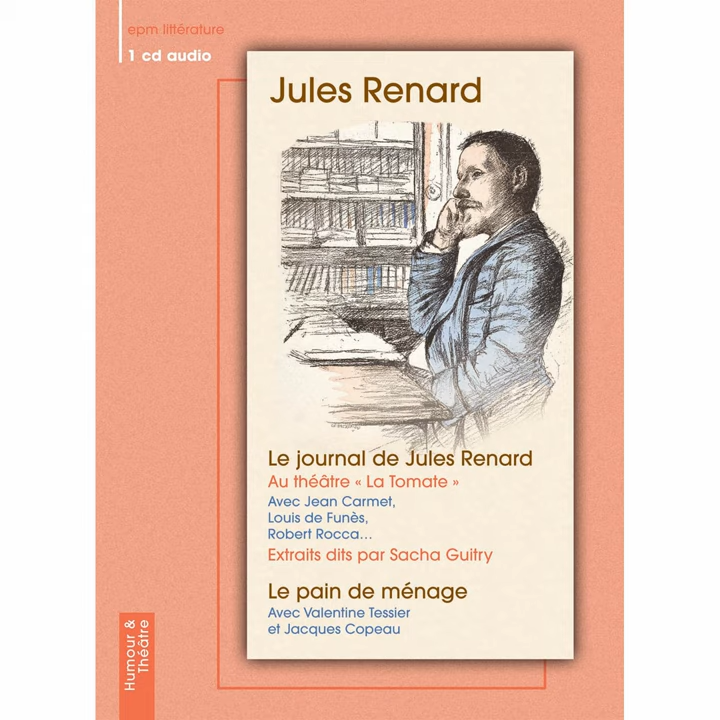 epm littérature
1 cd audio
Jules Renard
Le journal de Jules Renard
Au théâtre « La Tomate »
Avec Jean Carmet,
Louis de Funès,
Robert Rocca...
Extraits dits par Sacha Guitry
Le pain de ménage
Avec Valentine Tessier
et Jacques Copeau
Humour &
Théâtre